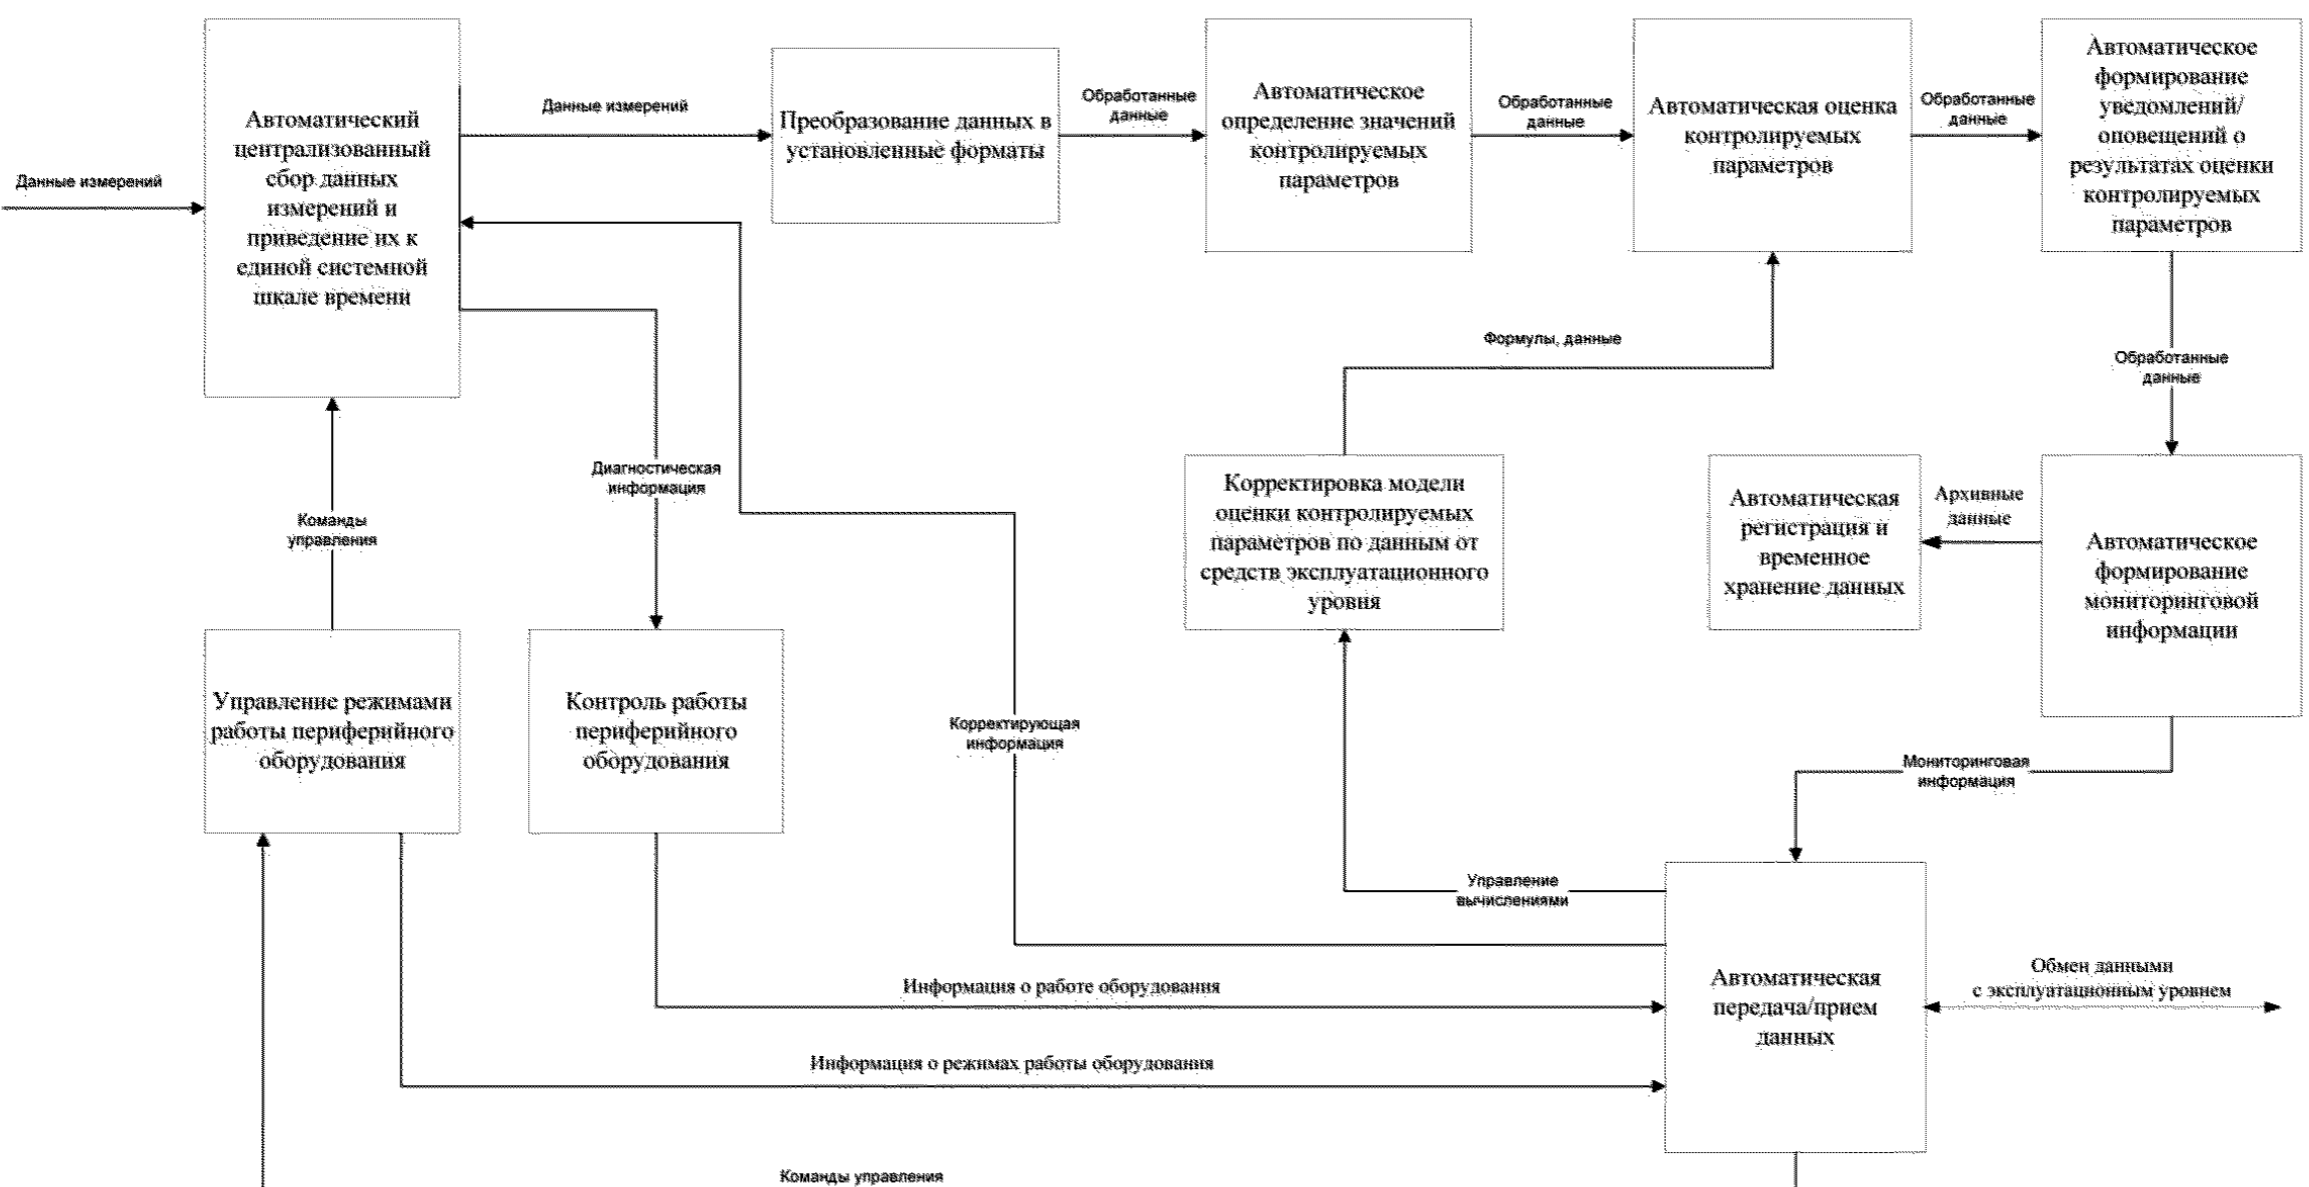 Данные измерений
Автоматический
централизованный
сбор данных
измерений и
приведение их к
единой системной
шкале времени
Данные измерений
Преобразование данных в
установленные форматы
Обработанные
данные
Автоматическое
определение значений
контролируемых
параметров
Обработанные
данные
Автоматическая оценка
контролируемых
параметров
Обработанные
данные
Автоматическое
формирование
уведомлений/
оповещений о
результатах оценки
контролируемых
параметров
Формулы, данные
Обработанные
данные
Диагностическая
информация
Команды
управления
Корректировка модели
оценки контролируемых
параметров по данным от
средств эксплуатационного
уровня
Автоматическая
регистрация и
временное
хранение данных
Архивные
данные
Автоматическое
формирование
мониторинговой
информации
Управление режимами
работы периферийного
оборудования
Контроль работы
периферийного
оборудования
Корректирующая
информация
Мониторинговая
информация
Управление
вычислениями
Автоматическая
передача/прием
данных
Обмен данными
с эксплуатационным уровнем
Информация о работе оборудования
Информация о режимах работы оборудования
Команды управления